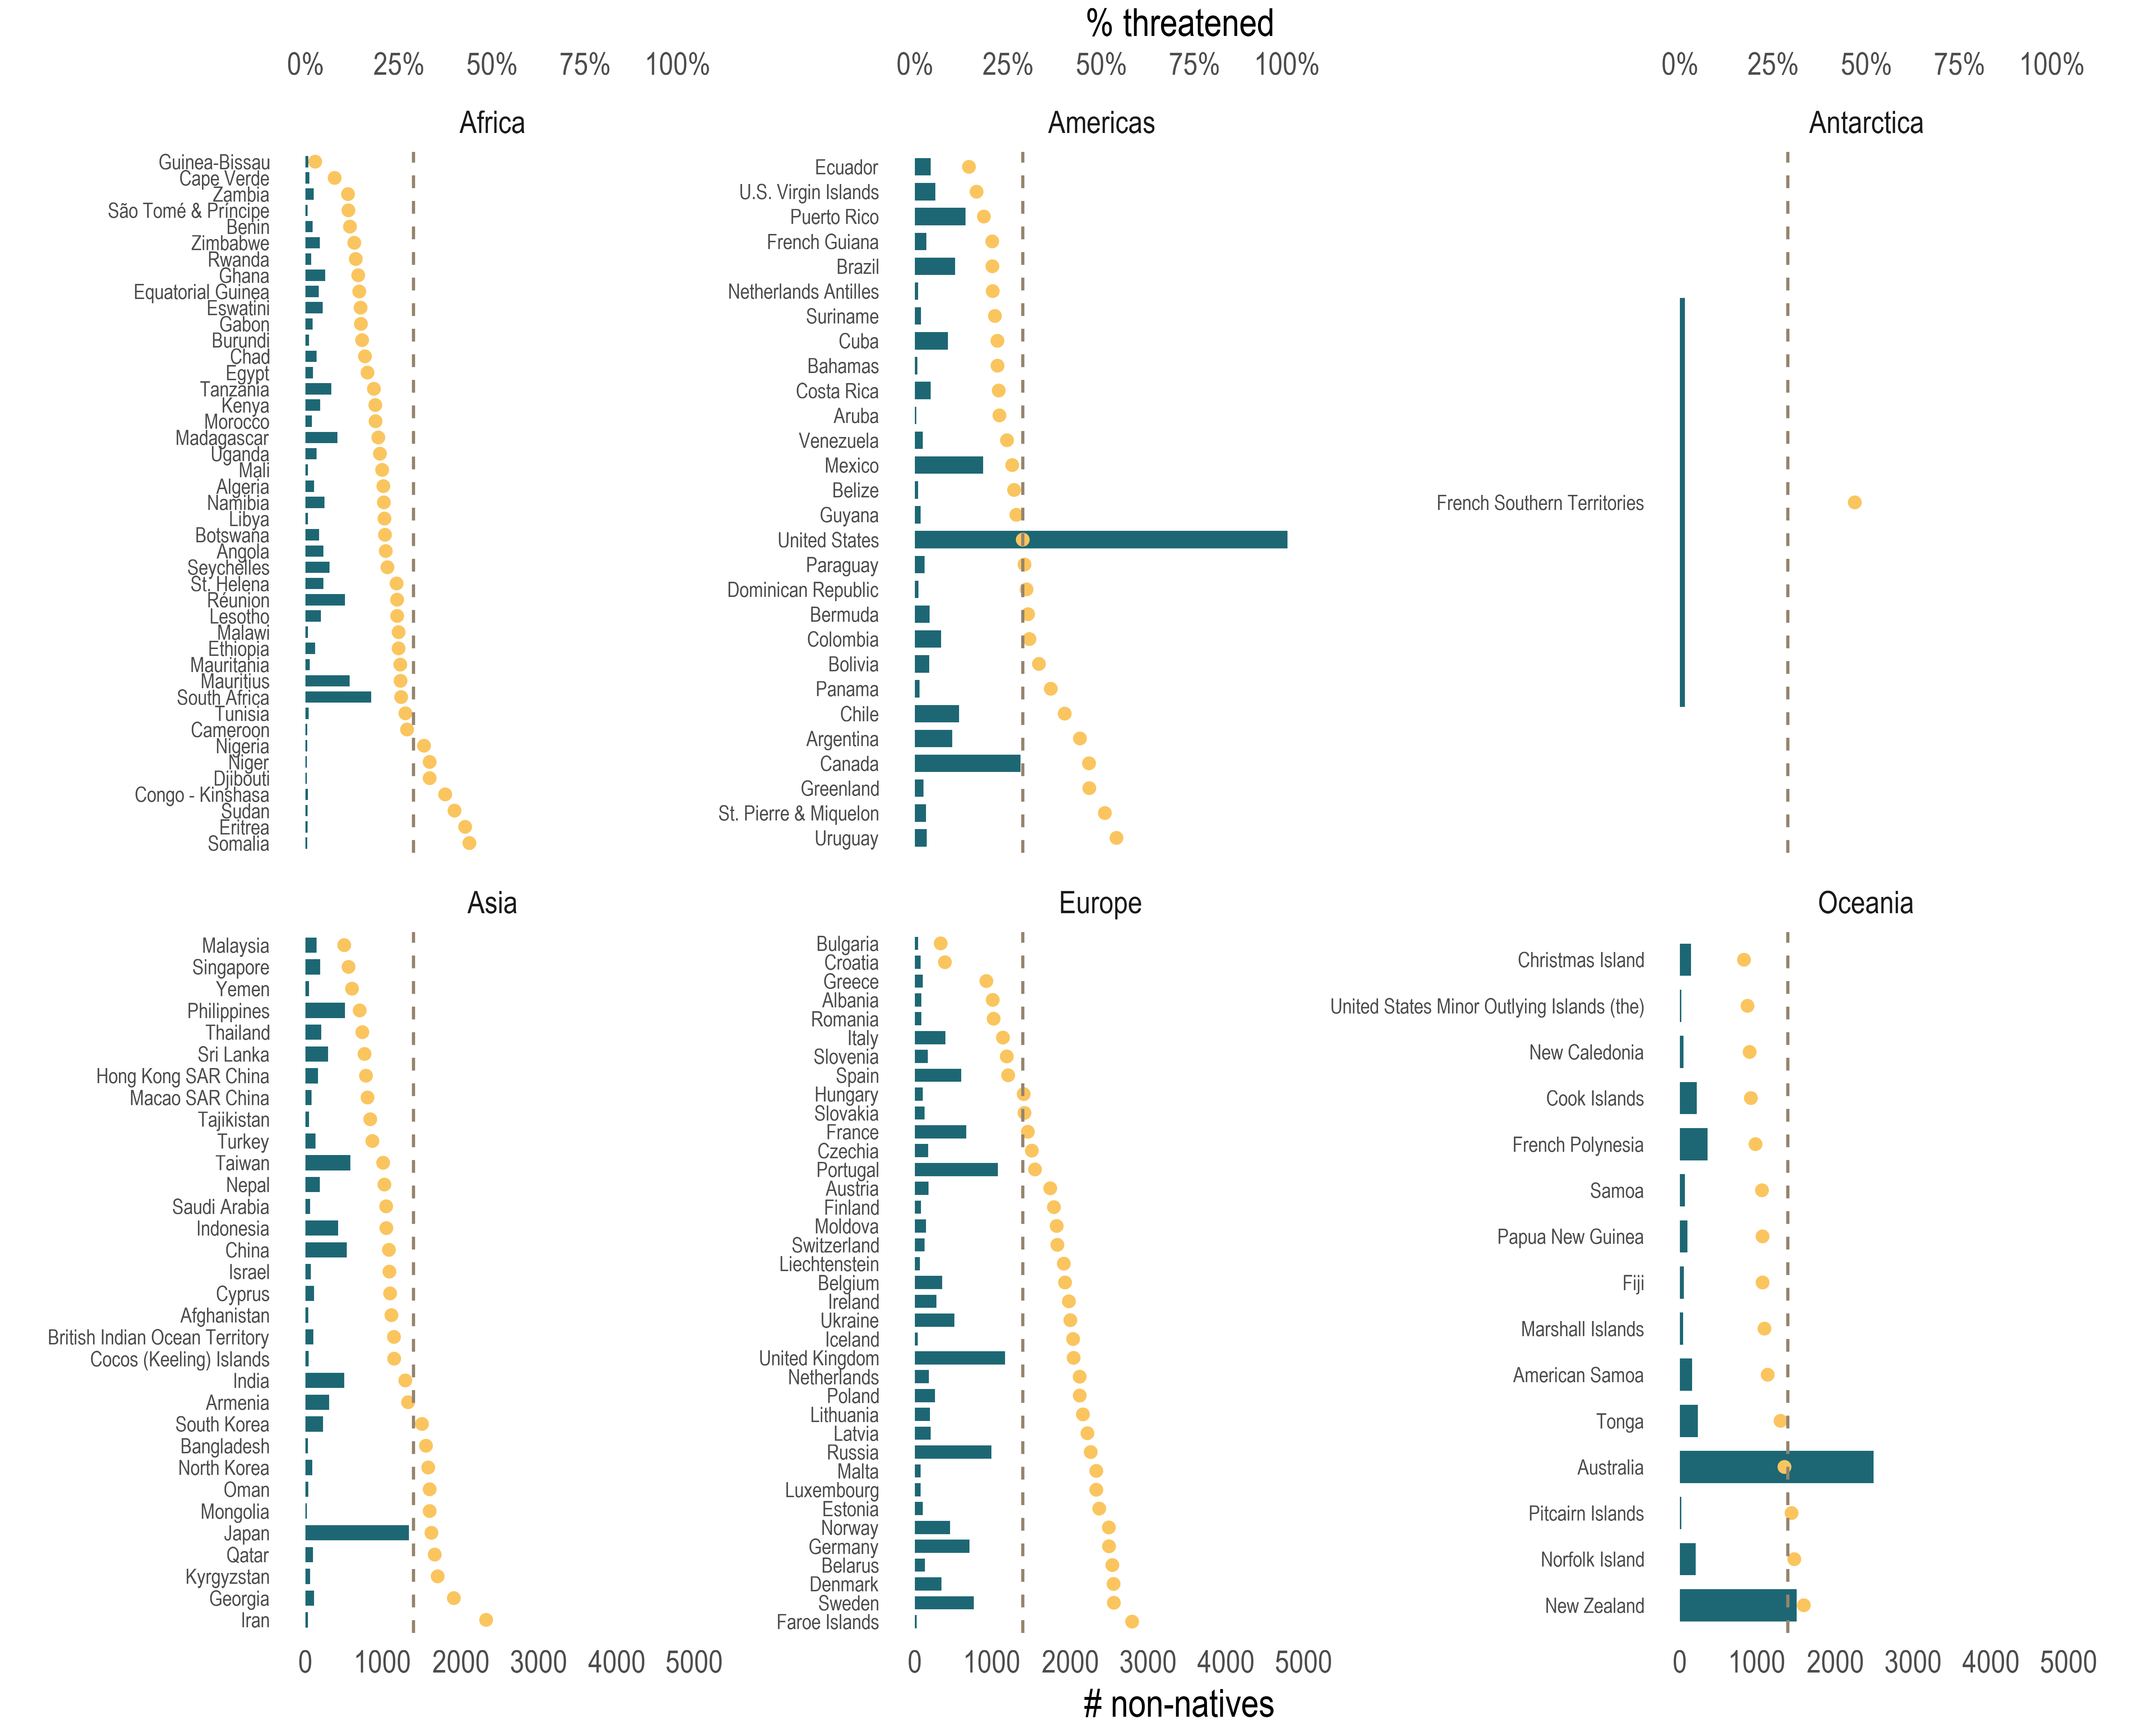 % threatened
0% 25% 50% 75% 100%
0% 25% 50% 75% 100%
0% 25% 50% 75% 100%
Africa
Guinea-Bissau
Cape Verde
Zambia
São Tomé & Príncipe
Benin
Zimbabwe
Rwanda
Ghana
Equatorial Guinea
Eswatini
Gabon
Burundi
Chad
Egypt
Tanzania
Kenya
Morocco
Madagascar
Uganda
Mali
Algeria
Namibia
Libya
Botswana
Angola
Seychelles
St. Helena
Réunion
Lesotho
Malawi
Ethiopia
Mauritania
Mauritius
South Africa
Tunisia
Cameroon
Nigeria
Niger
Djibouti
Congo - Kinshasa
Sudan
Eritrea
Somalia
Americas
Ecuador
U.S. Virgin Islands
Puerto Rico
French Guiana
Brazil
Netherlands Antilles
Suriname
Cuba
Bahamas
Costa Rica
Aruba
Venezuela
Mexico
Belize
Guyana
United States
Paraguay
Dominican Republic
Bermuda
Colombia
Bolivia
Panama
Chile
Argentina
Canada
Greenland
St. Pierre & Miquelon
Uruguay
Antarctica
French Southern Territories
Asia
Malaysia
Singapore
Yemen
Philippines
Thailand
Sri Lanka
Hong Kong SAR China
Macao SAR China
Tajikistan
Turkey
Taiwan
Nepal
Saudi Arabia
Indonesia
China
Israel
Cyprus
Afghanistan
British Indian Ocean Territory
Cocos (Keeling) Islands
India
Armenia
South Korea
Bangladesh
North Korea
Oman
Mongolia
Japan
Qatar
Kyrgyzstan
Georgia
Iran
Europe
Bulgaria
Croatia
Greece
Albania
Romania
Italy
Slovenia
Spain
Hungary
Slovakia
France
Czechia
Portugal
Austria
Finland
Moldova
Switzerland
Liechtenstein
Belgium
Ireland
Ukraine
Iceland
United Kingdom
Netherlands
Poland
Lithuania
Latvia
Russia
Malta
Luxembourg
Estonia
Norway
Germany
Belarus
Denmark
Sweden
Faroe Islands
Oceania
Christmas Island
United States Minor Outlying Islands (the)
New Caledonia
Cook Islands
French Polynesia
Samoa
Papua New Guinea
Fiji
Marshall Islands
American Samoa
Tonga
Australia
Pitcairn Islands
Norfolk Island
New Zealand
0 1000 2000 3000 4000 5000
0 1000 2000 3000 4000 5000
0 1000 2000 3000 4000 5000
# non-natives